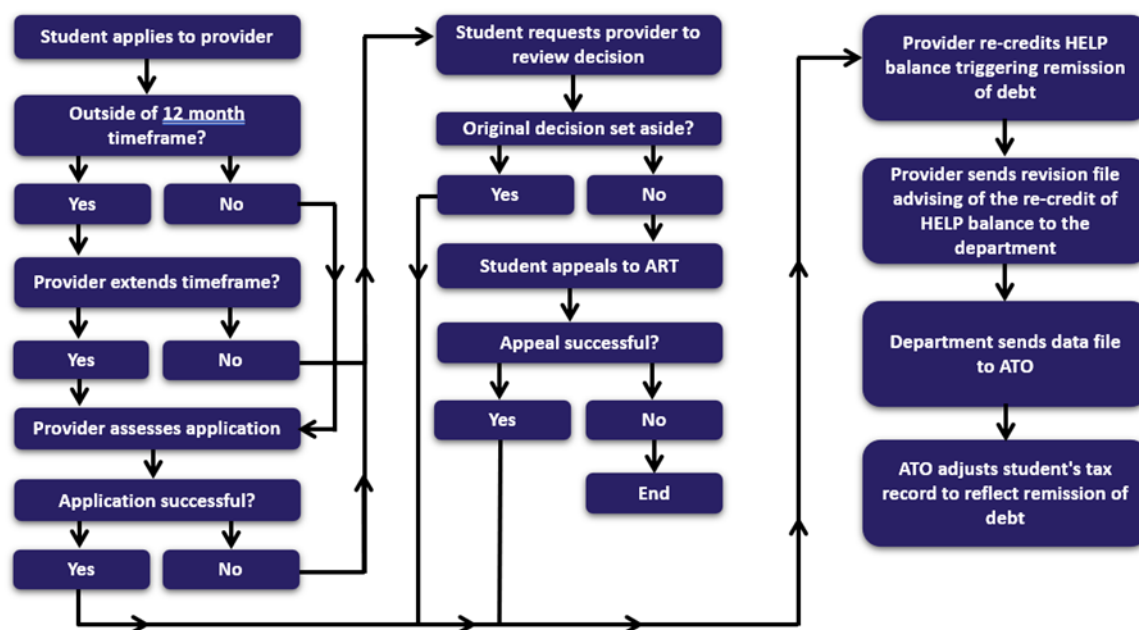 Student applies to provider
Outside of 12 month
timeframe?
Yes
No
Provider extends timeframe?
Yes
No
Provider assesses application
Application successful?
Yes
No
Student requests provider to
review decision
Original decision set aside?
Yes
No
Student appeals to ART
Appeal successful?
Yes
No
End
Provider re-credits HELP
balance triggering remission
of debt
Provider sends revision file
advising of the re-credit of
HELP balance to the
department
Department sends data file
to ATO
ATO adjusts student's tax
record to reflect remission of
debt